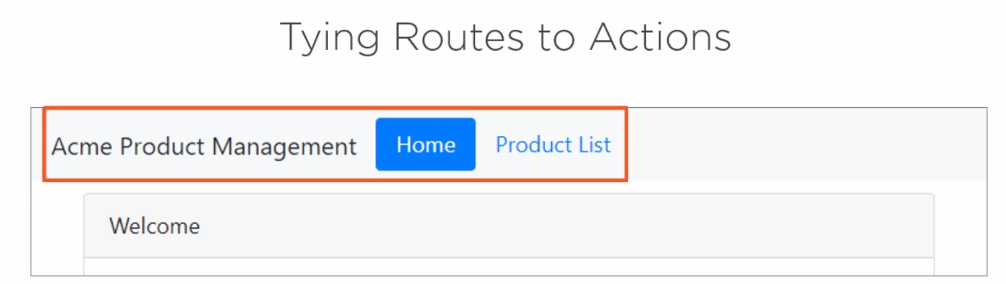 Tying Routes to Actions
Acme Product Management Home Product List
Welcome